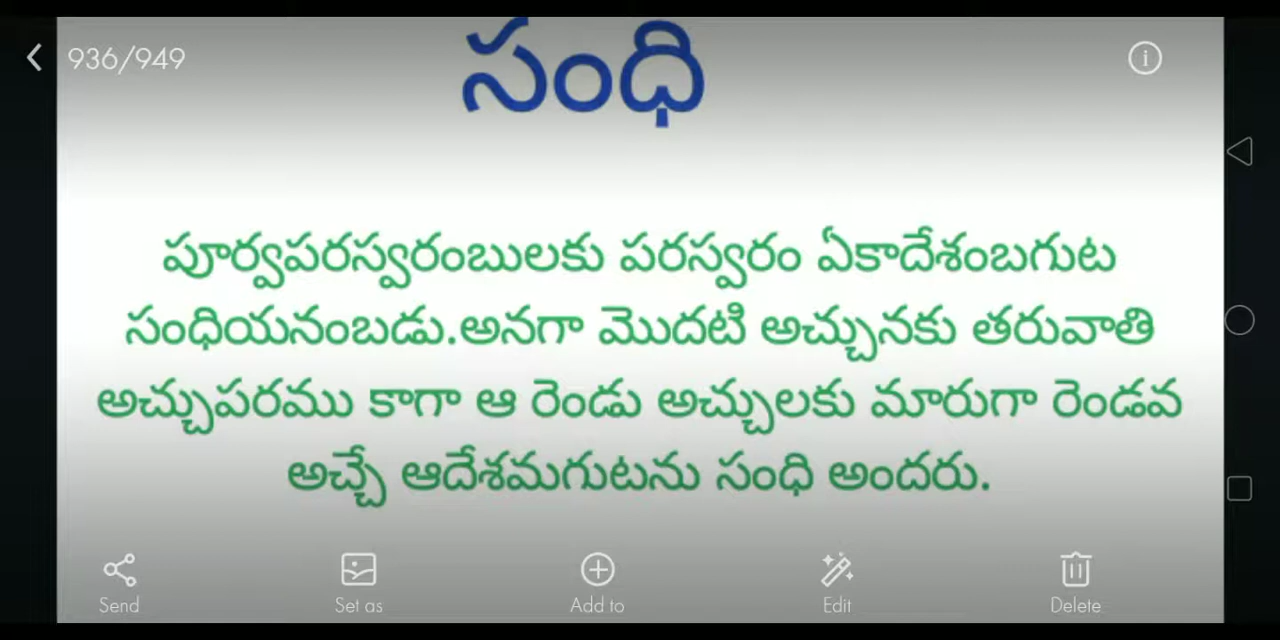 936/949
సంధి
పూర్వపరస్వరంబులకు పరస్వరం ఏకాదేశంబగుట
సంధియనంబడు.అనగా మొదటి అచ్చునకు తరువాతి
అచ్చుపరము కాగా ఆ రెండు అచ్చులకు మారుగా రెండవ
అచ్చే ఆదేశమగుటను సంధి అందరు.
Send Set as Add to Edit Delete